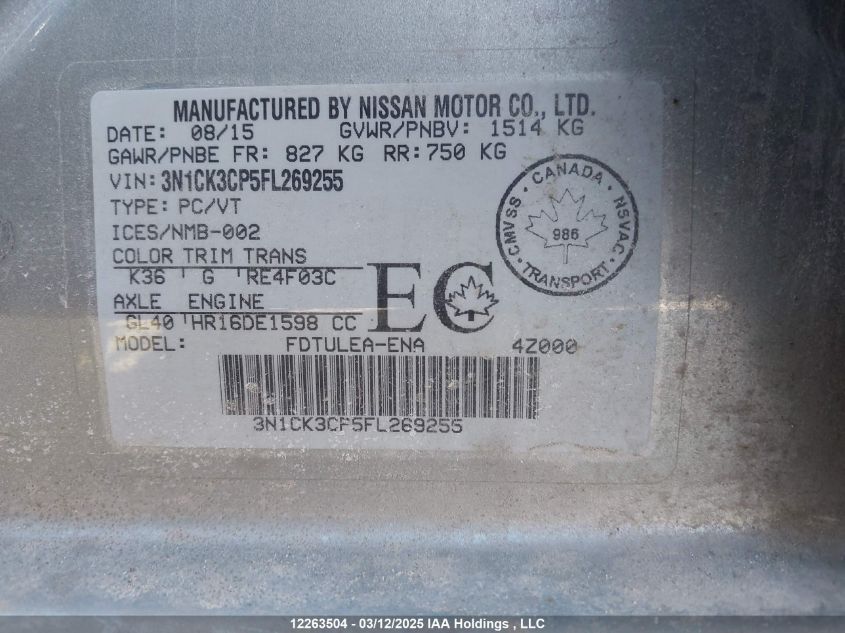 MANUFACTURED BY NISSAN MOTOR CO., LTD.
DATE: 08/15 GVWR/PNBV: 1514 KG
GAWR/PNBE FR: 827 KG RR: 750 KG
VIN: 3N1CK3CP5FL269255
TYPE: PC/VT
ICES/NMB-002
COLOR TRIM TRANS
K36 G RE4F03C
AXLE ENGINE
GL40 HR16DE1598 CC
EC
MODEL: FDTULEA-ENA 4Z000
3N1CK3CP5FL269255
CANADA
CMVSS NSVAC
986
TRANSPORT
12263504 - 03/12/2025 IAA Holdings , LLC